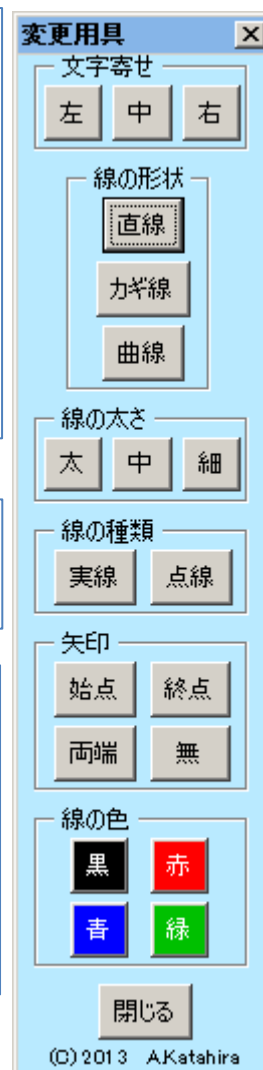 変更用具
文字寄せ
左 中 右
線の形状
直線
カギ線
曲線
線の太さ
太 中 細
線の種類
実線 点線
矢印
始点 終点
両端 無
線の色
黒 赤
青 緑
閉じる
(C)2013 A.Katahira